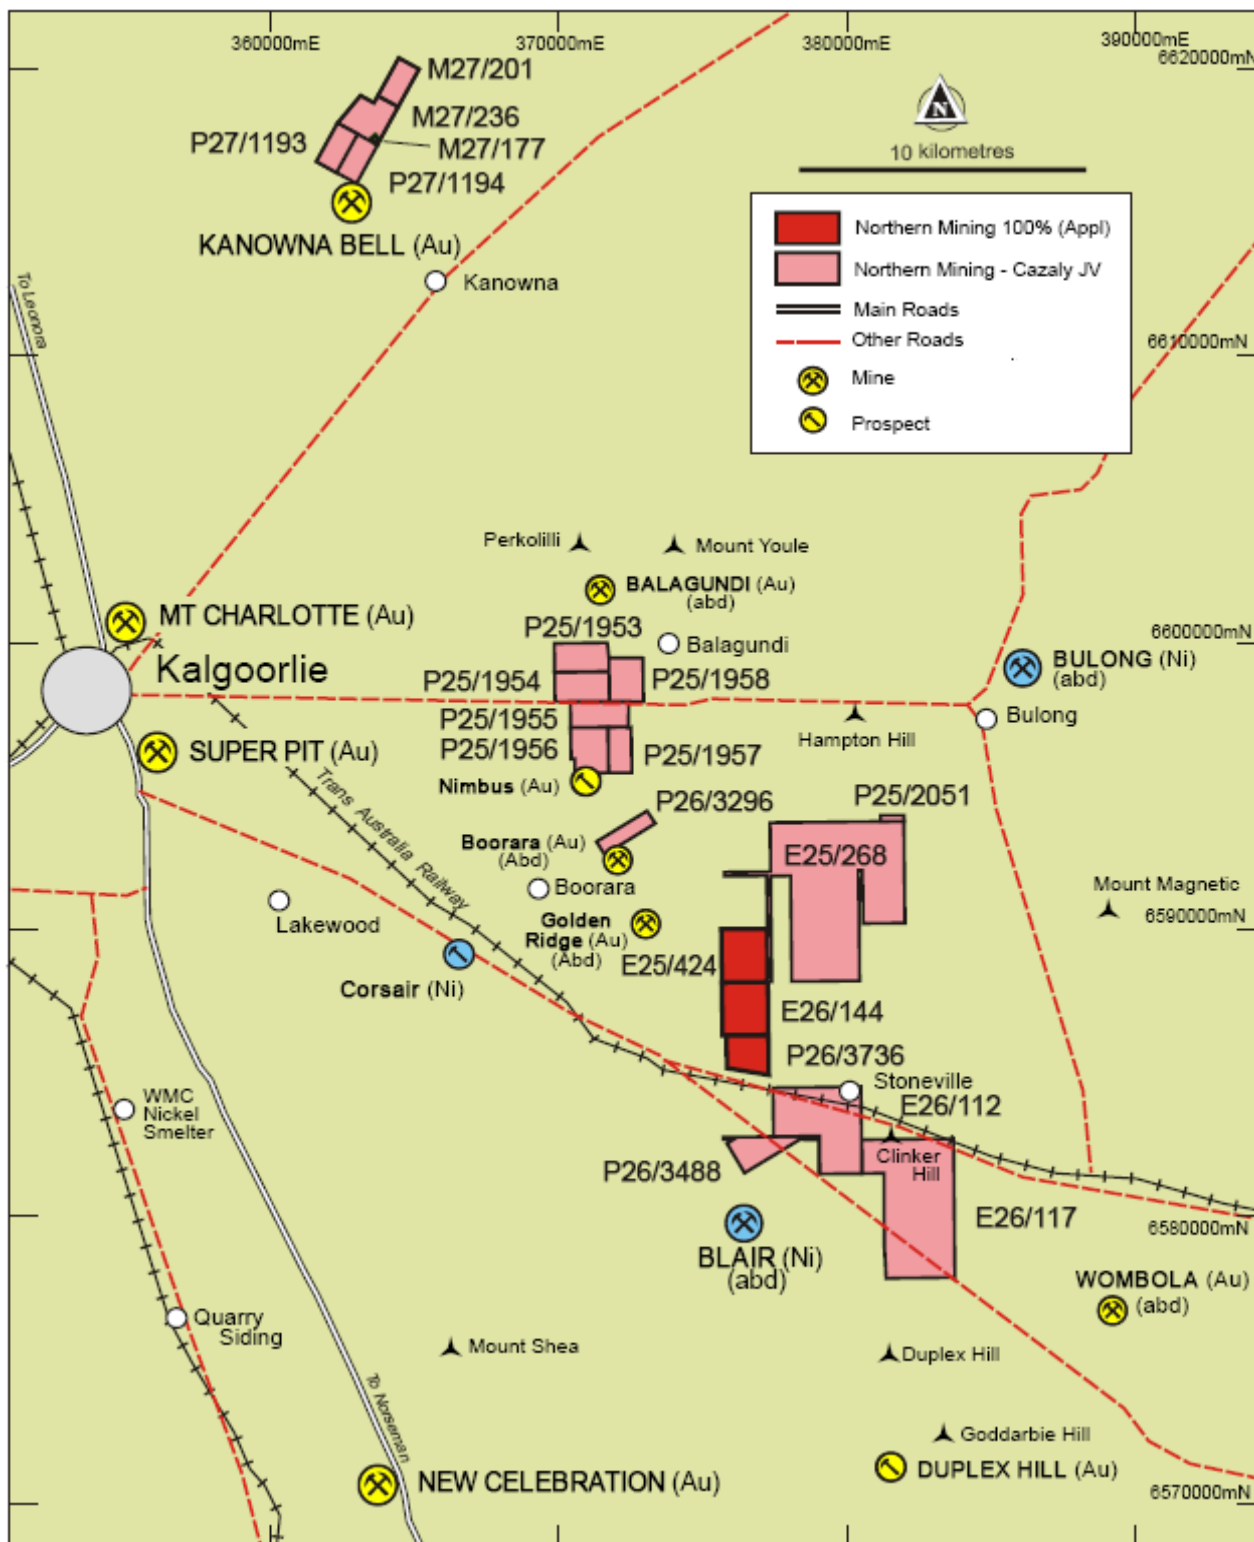 360000mE
370000mE
380000mE
390000mE
6620000mN
M27/201
M27/236
P27/1193
M27/177
P27/1194
KANOWNA BELL (Au)
Kanowna
To Leonora
N
10 kilometres
Northern Mining 100% (Appl)
Northern Mining - Cazaly JV
Main Roads
Other Roads
Mine
Prospect
6610000mN
Perkolilli
Mount Youle
BALAGUNDI (Au)
(abd)
MT CHARLOTTE (Au)
P25/1953
Balagundi
6600000mN
Kalgoorlie
P25/1954
P25/1958
BULONG (Ni)
(abd)
P25/1955
Bulong
Hampton Hill
SUPER PIT (Au)
P25/1956
P25/1957
Nimbus (Au)
Trans Australia Railway
P26/3296
P25/2051
Boorara (Au)
(Abd)
E25/268
Boorara
Mount Magnetic
Lakewood
Golden
Ridge (Au)
(Abd)
6590000mN
E25/424
Corsair (Ni)
E26/144
P26/3736
Stoneville
WMC
Nickel
Smelter
E26/112
Clinker
Hill
P26/3488
E26/117
6580000mN
BLAIR (Ni)
(abd)
WOMBOLA (Au)
(abd)
Quarry
Siding
Mount Shea
Duplex Hill
To Norseman
Goddarbie Hill
DUPLEX HILL (Au)
NEW CELEBRATION (Au)
6570000mN